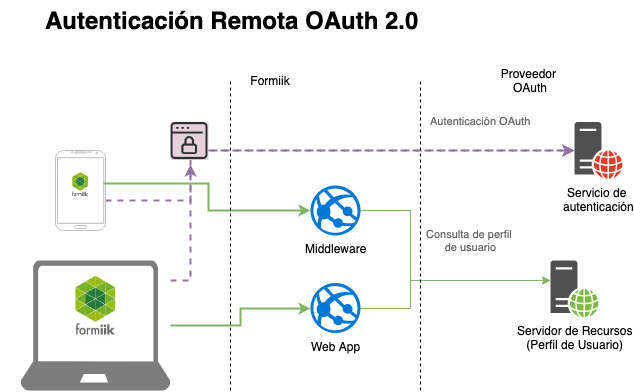 Autenticación Remota OAuth 2.0
Formiik
Proveedor
OAuth
Autenticación OAuth
Servicio de
autenticación
formiik
Middleware
Consulta de perfil
de usuario
formiik
Web App
Servidor de Recursos
(Perfil de Usuario)